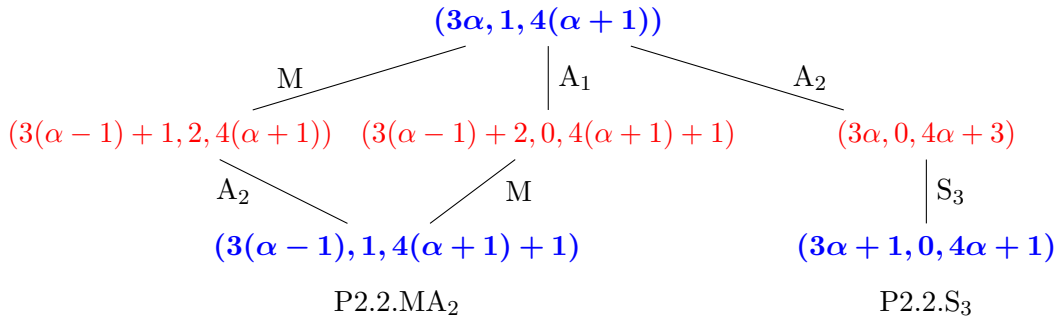 (3α, 1, 4(α + 1))
M A₁ A₂
(3(α − 1) + 1, 2, 4(α + 1)) (3(α − 1) + 2, 0, 4(α + 1) + 1) (3α, 0, 4α + 3)
A₂ M S₃
(3(α − 1), 1, 4(α + 1) + 1) (3α + 1, 0, 4α + 1)
P2.2.MA₂ P2.2.S₃